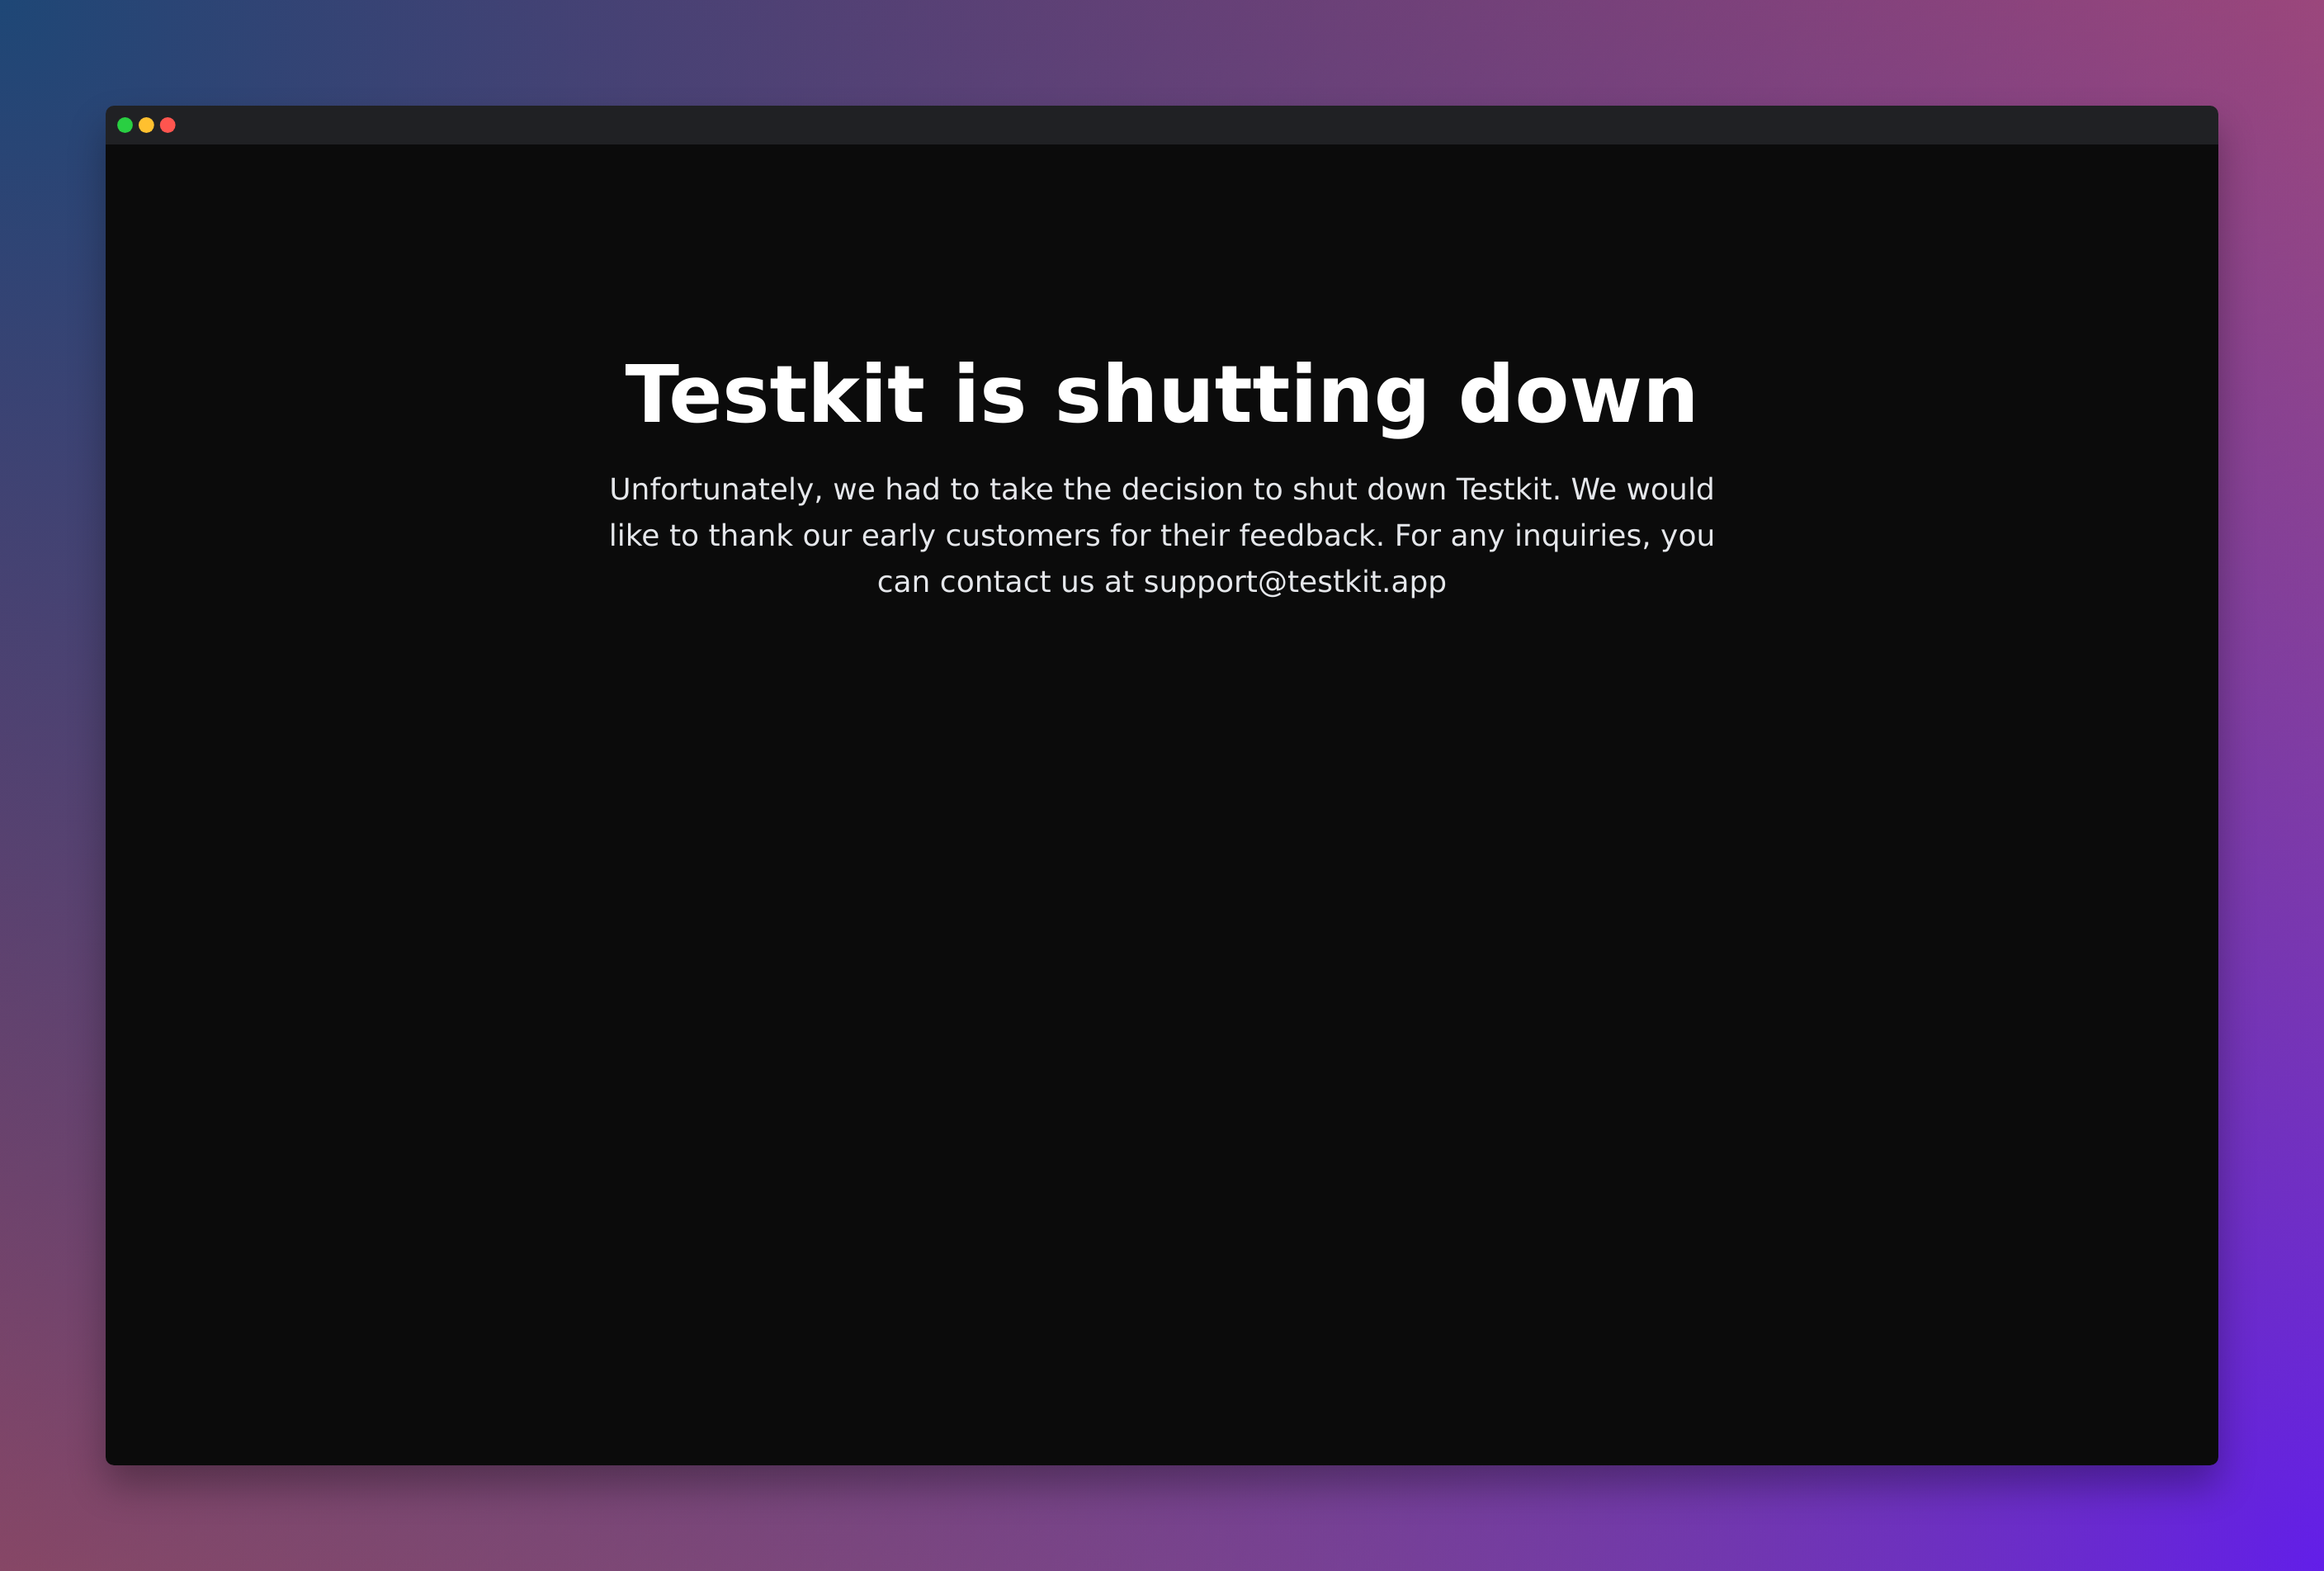 Testkit is shutting down
Unfortunately, we had to take the decision to shut down Testkit. We would
like to thank our early customers for their feedback. For any inquiries, you
can contact us at support@testkit.app